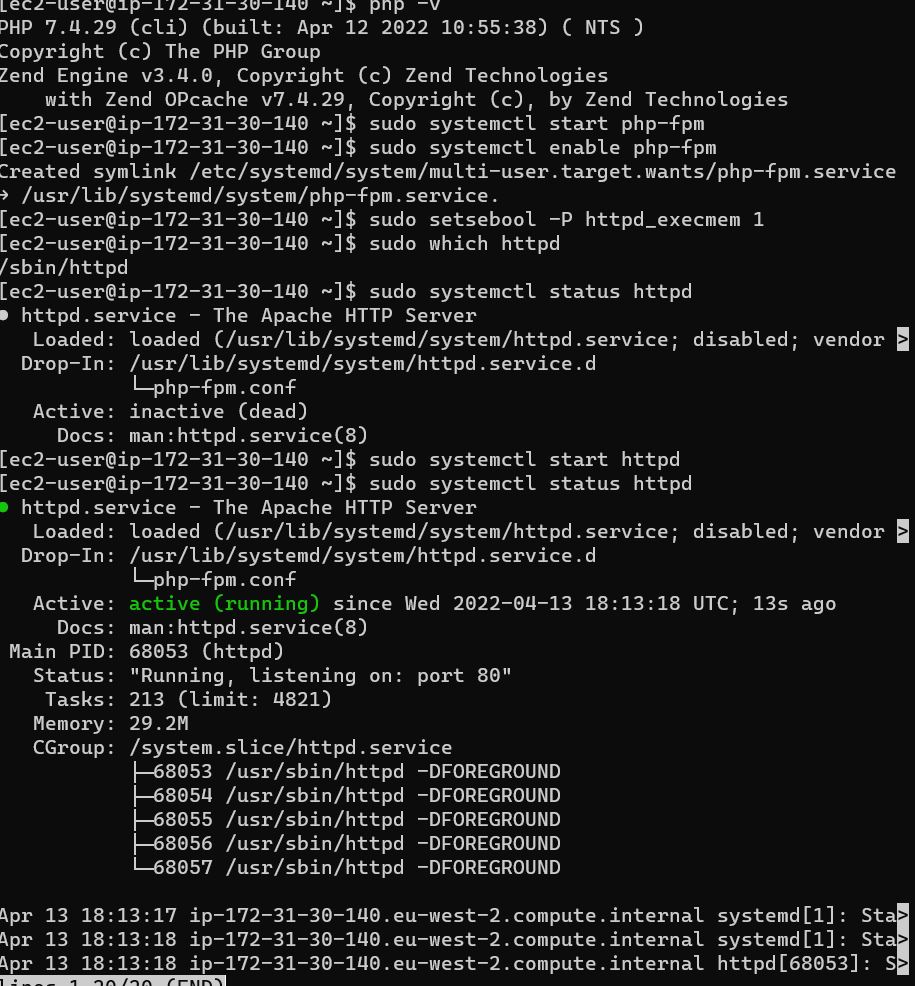 [ec2-user@ip-172-31-30-140 ~]$ php -v
PHP 7.4.29 (cli) (built: Apr 12 2022 10:55:38) ( NTS )
Copyright (c) The PHP Group
Zend Engine v3.4.0, Copyright (c) Zend Technologies
    with Zend OPcache v7.4.29, Copyright (c), by Zend Technologies
[ec2-user@ip-172-31-30-140 ~]$ sudo systemctl start php-fpm
[ec2-user@ip-172-31-30-140 ~]$ sudo systemctl enable php-fpm
Created symlink /etc/systemd/system/multi-user.target.wants/php-fpm.service
→ /usr/lib/systemd/system/php-fpm.service.
[ec2-user@ip-172-31-30-140 ~]$ sudo setsebool -P httpd_execmem 1
[ec2-user@ip-172-31-30-140 ~]$ sudo which httpd
/sbin/httpd
[ec2-user@ip-172-31-30-140 ~]$ sudo systemctl status httpd
● httpd.service - The Apache HTTP Server
   Loaded: loaded (/usr/lib/systemd/system/httpd.service; disabled; vendor >
  Drop-In: /usr/lib/systemd/system/httpd.service.d
           └─php-fpm.conf
   Active: inactive (dead)
     Docs: man:httpd.service(8)
[ec2-user@ip-172-31-30-140 ~]$ sudo systemctl start httpd
[ec2-user@ip-172-31-30-140 ~]$ sudo systemctl status httpd
● httpd.service - The Apache HTTP Server
   Loaded: loaded (/usr/lib/systemd/system/httpd.service; disabled; vendor >
  Drop-In: /usr/lib/systemd/system/httpd.service.d
           └─php-fpm.conf
   Active: active (running) since Wed 2022-04-13 18:13:18 UTC; 13s ago
     Docs: man:httpd.service(8)
 Main PID: 68053 (httpd)
   Status: "Running, listening on: port 80"
    Tasks: 213 (limit: 4821)
   Memory: 29.2M
   CGroup: /system.slice/httpd.service
           ├─68053 /usr/sbin/httpd -DFOREGROUND
           ├─68054 /usr/sbin/httpd -DFOREGROUND
           ├─68055 /usr/sbin/httpd -DFOREGROUND
           ├─68056 /usr/sbin/httpd -DFOREGROUND
           └─68057 /usr/sbin/httpd -DFOREGROUND
Apr 13 18:13:17 ip-172-31-30-140.eu-west-2.compute.internal systemd[1]: Sta>
Apr 13 18:13:18 ip-172-31-30-140.eu-west-2.compute.internal systemd[1]: Sta>
Apr 13 18:13:18 ip-172-31-30-140.eu-west-2.compute.internal httpd[68053]: S>
lines 1-20/20 (END)